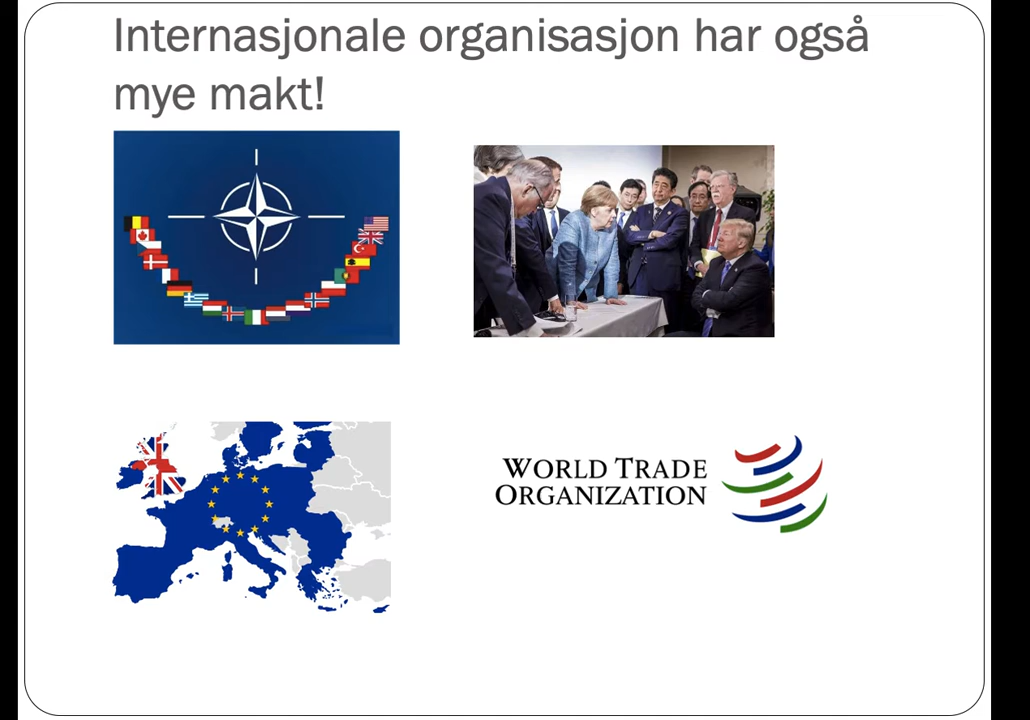 Internasjonale organisasjon har også
mye makt!
WORLD TRADE
ORGANIZATION